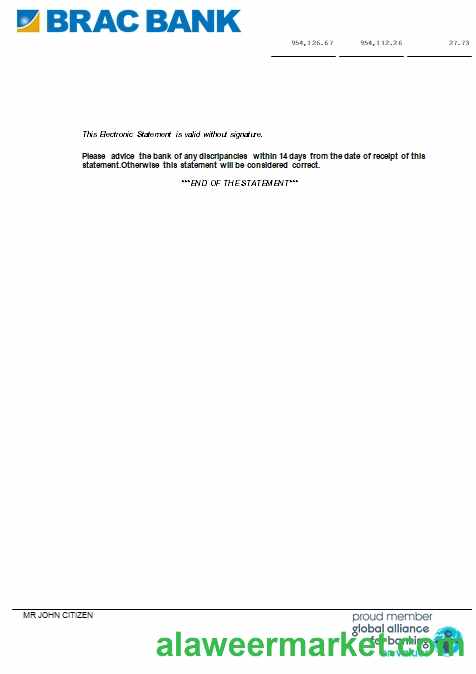 BRAC BANK
954,126.67 954,112.26 27.73
This Electronic Statement is valid without signature.
Please advice the bank of any discripancies within 14 days from the date of receipt of this
statement.Otherwise this statement will be considered correct.
***END OF THE STATEMENT***
MR JOHN CITIZEN
proud member
global alliance
for banking
on values
alaweermarket.com